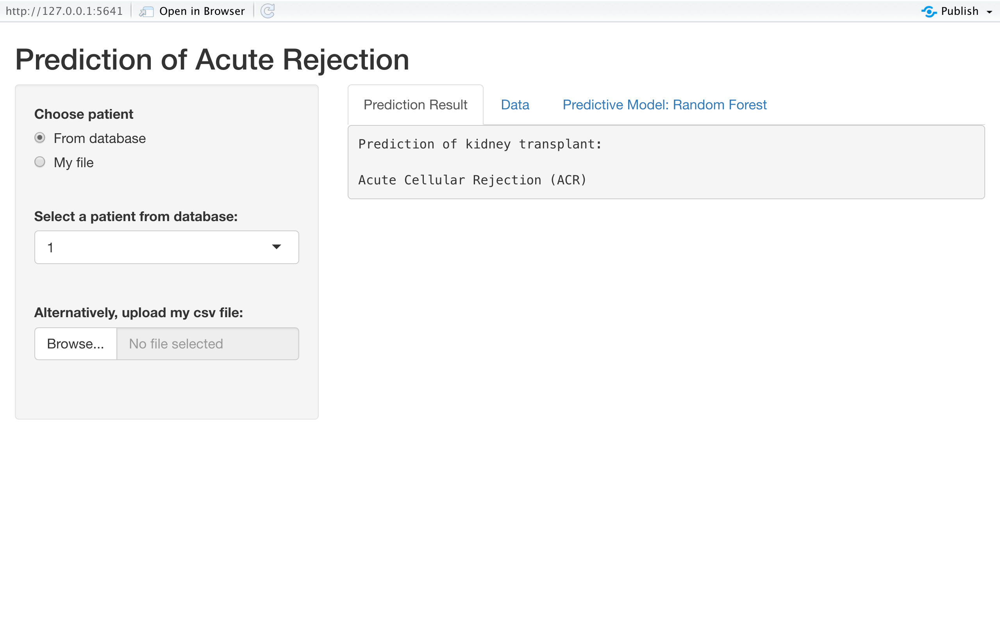 http://127.0.0.1:5641 Open in Browser Publish
Prediction of Acute Rejection
Choose patient
From database
My file
Select a patient from database:
1
Alternatively, upload my csv file:
Browse... No file selected
Prediction Result Data Predictive Model: Random Forest
Prediction of kidney transplant:
Acute Cellular Rejection (ACR)